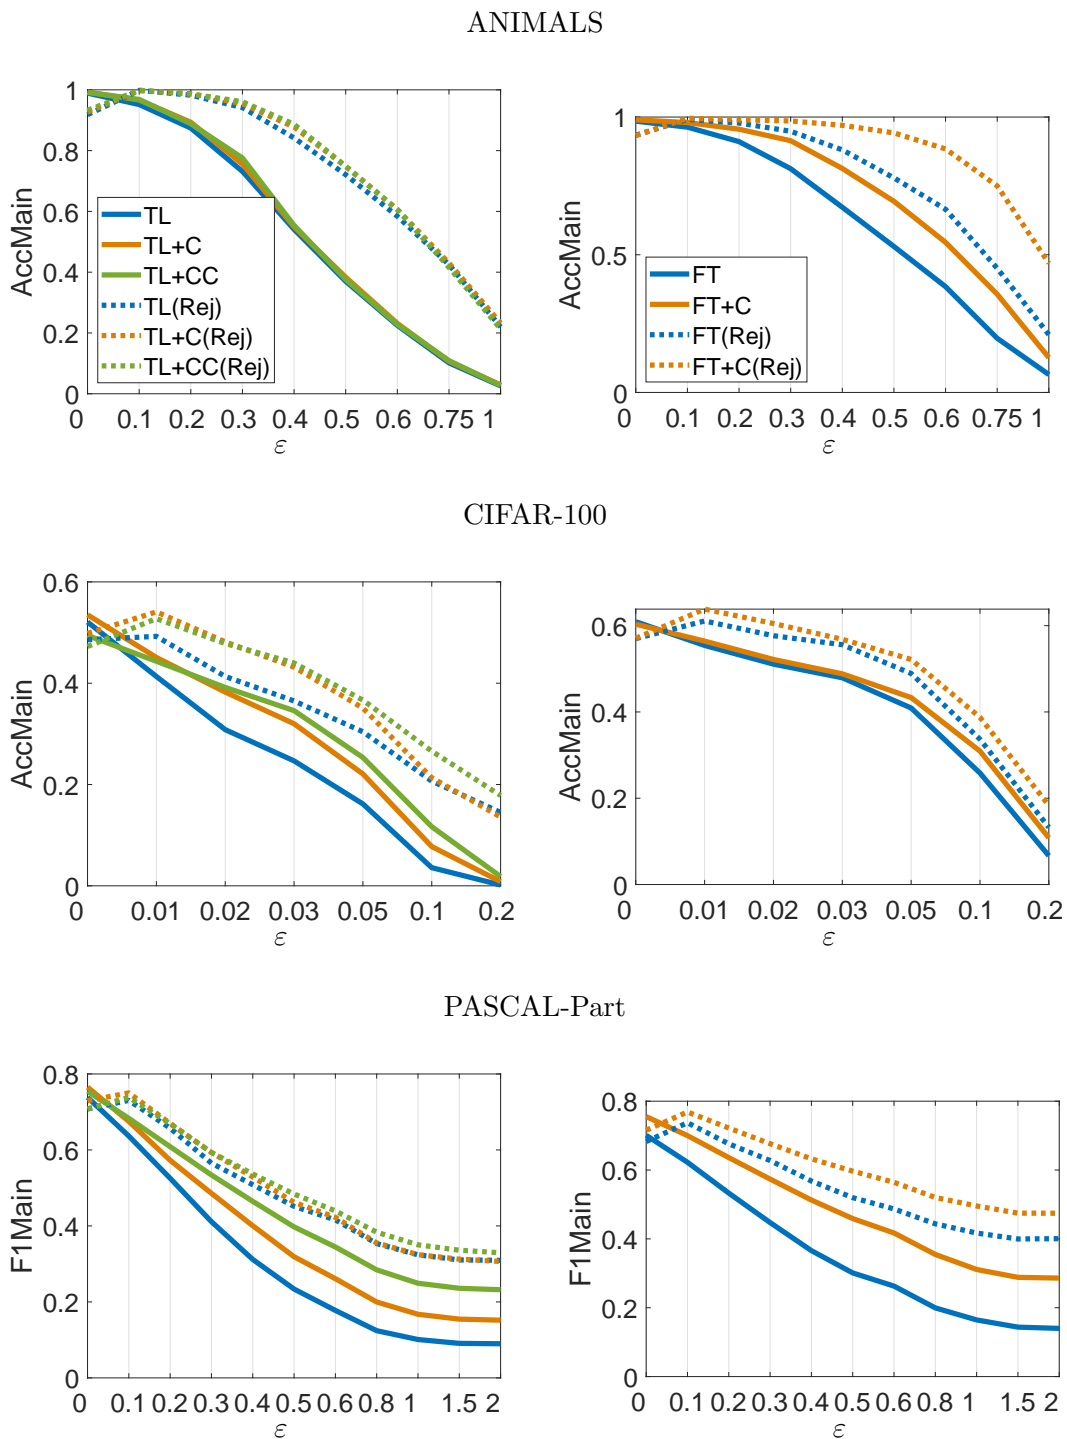 ANIMALS
AccMain
1
0.8
0.6
0.4
0.2
0
TL
TL+C
TL+CC
TL(Rej)
TL+C(Rej)
TL+CC(Rej)
0 0.1 0.2 0.3 0.4 0.5 0.6 0.75 1
ε
AccMain
1
0.5
0
FT
FT+C
FT(Rej)
FT+C(Rej)
0 0.1 0.2 0.3 0.4 0.5 0.6 0.75 1
ε
CIFAR-100
AccMain
0.6
0.4
0.2
0
0 0.01 0.02 0.03 0.05 0.1 0.2
ε
AccMain
0.6
0.4
0.2
0
0 0.01 0.02 0.03 0.05 0.1 0.2
ε
PASCAL-Part
F1Main
0.8
0.6
0.4
0.2
0
0 0.1 0.2 0.3 0.4 0.5 0.6 0.8 1 1.5 2
ε
F1Main
0.8
0.6
0.4
0.2
0
0 0.1 0.2 0.3 0.4 0.5 0.6 0.8 1 1.5 2
ε